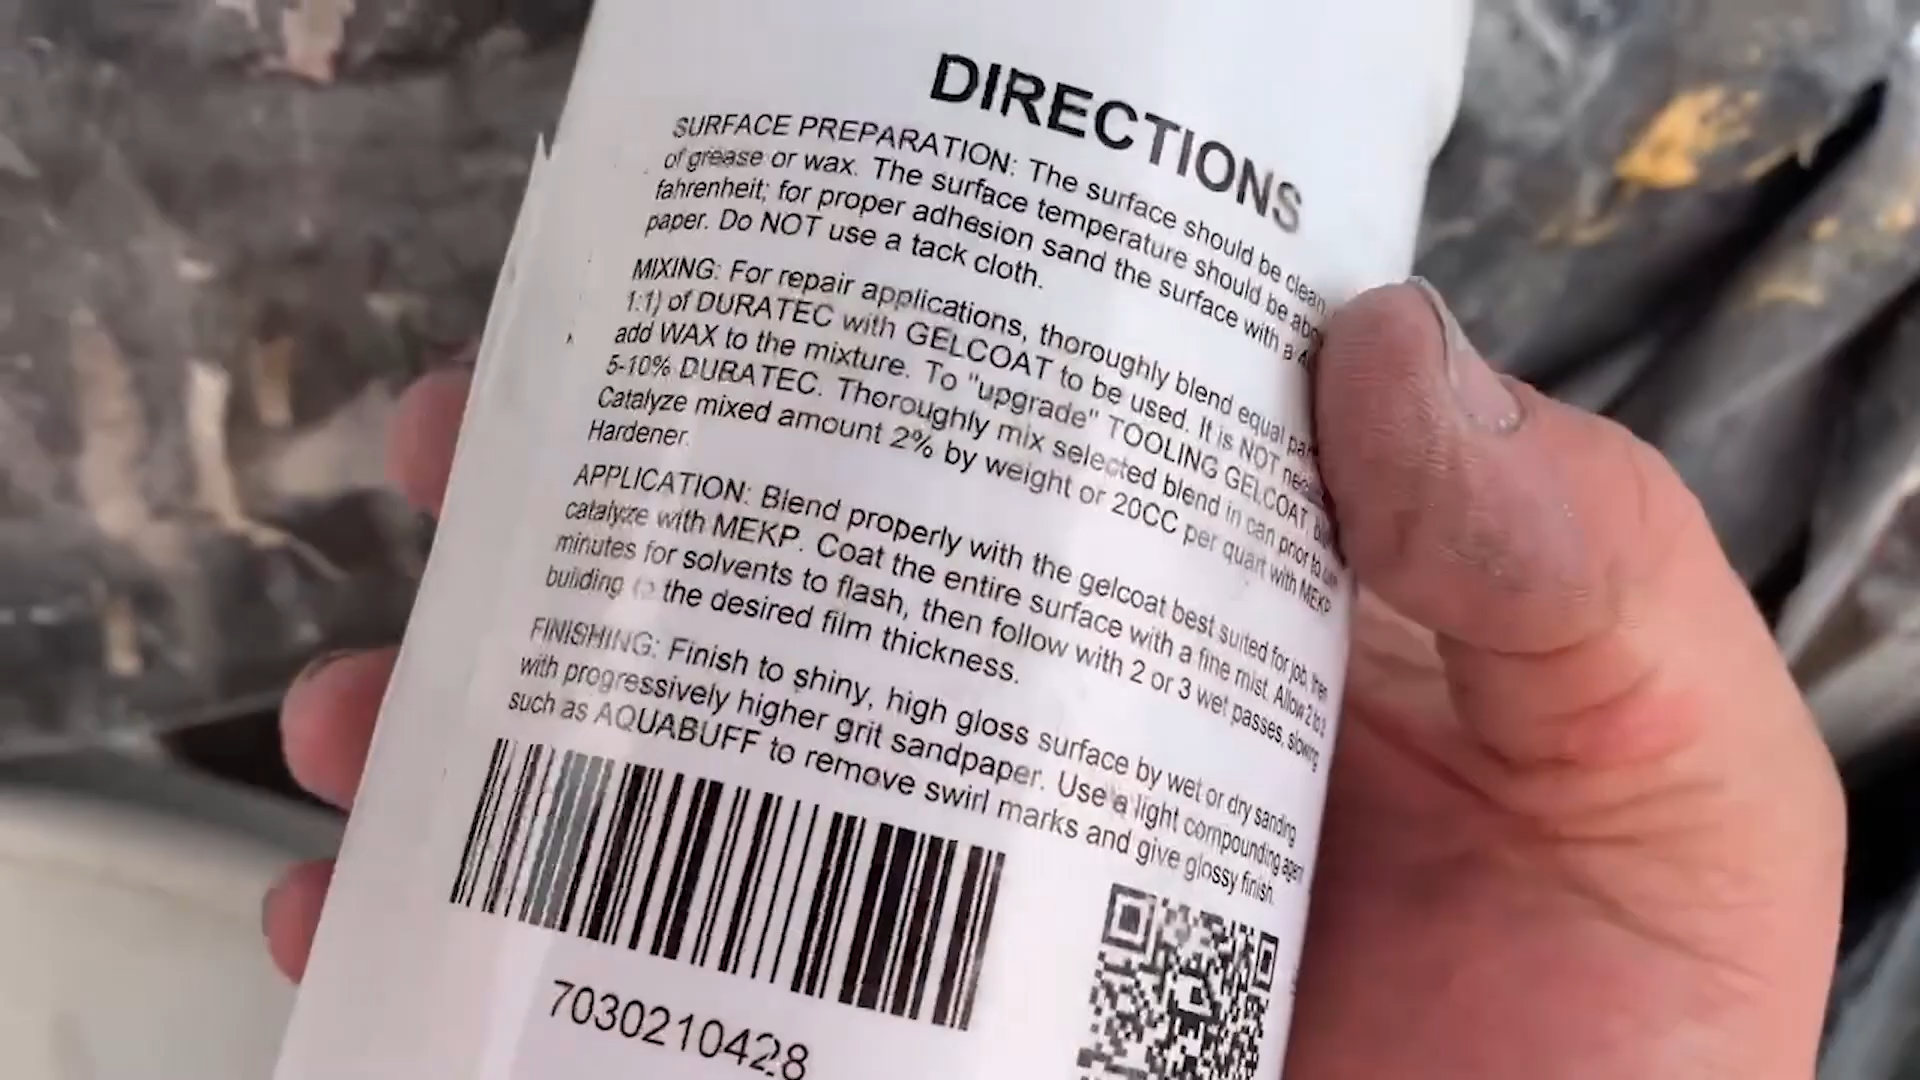 DIRECTIONS
SURFACE PREPARATION: The surface should be clean,
of grease or wax. The surface temperature should be
fahrenheit; for proper adhesion sand the surface with a
paper. Do NOT use a tack cloth.
MIXING: For repair applications, thoroughly blend equal
1:1) of DURATEC with GELCOAT to be used. It is NOT
add WAX to the mixture. To "upgrade" TOOLING GELCOAT,
5-10% DURATEC. Thoroughly mix selected blend in can prior to
Catalyze mixed amount 2% by weight or 20CC per quart with MEKP
Hardener.
APPLICATION: Blend properly with the gelcoat best suited for job, then
catalyze with MEKP. Coat the entire surface with a fine mist. Allow 2 to
minutes for solvents to flash, then follow with 2 or 3 wet passes, slowing
building to the desired film thickness.
FINISHING: Finish to shiny, high gloss surface by wet or dry sanding
with progressively higher grit sandpaper. Use a light compounding agent
such as AQUABUFF to remove swirl marks and give glossy finish.
7030210428